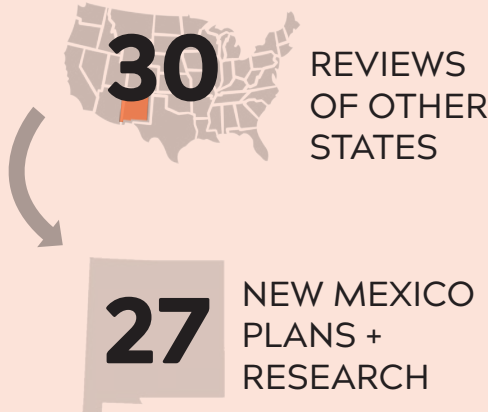 30
REVIEWS
OF OTHER
STATES
27
NEW MEXICO
PLANS +
RESEARCH